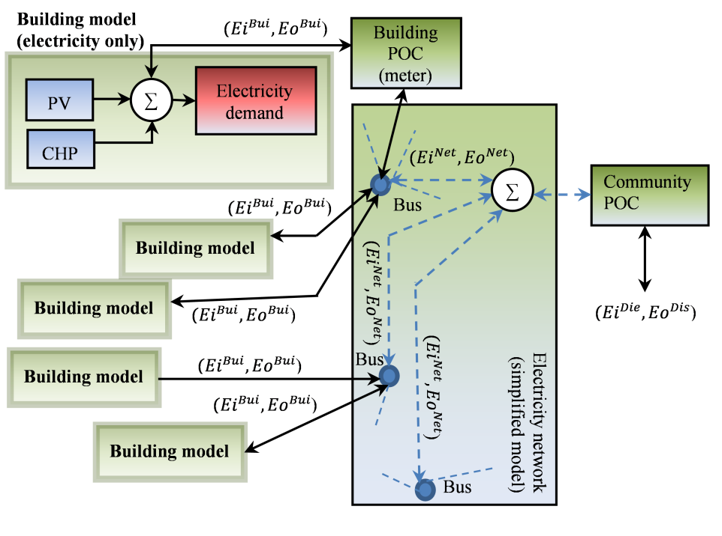 Building model
(electricity only)
(Ei^Bui, Eo^Bui)
Building
POC
(meter)
PV
CHP
∑
Electricity
demand
(Ei^Net, Eo^Net)
∑
Community
POC
Bus
(Ei^Bui, Eo^Bui)
Building model
(Ei^Net, Eo^Net)
Building model
(Ei^Bui, Eo^Bui)
(Ei^Die, Eo^Dis)
Bus
(Ei^Bui, Eo^Bui)
Building model
(Ei^Net, Eo^Net)
(Ei^Bui, Eo^Bui)
Building model
Electricity network
(simplified model)
Bus